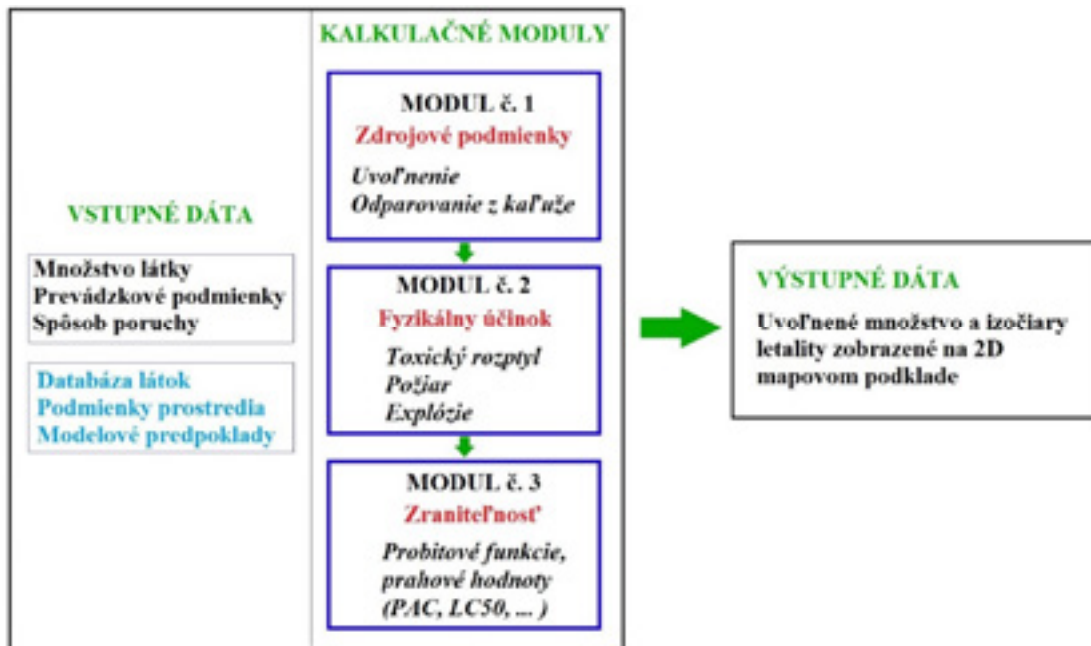 VSTUPNÉ DÁTA
Množstvo látky
Prevádzkové podmienky
Spôsob poruchy
Databáza látok
Podmienky prostredia
Modelové predpoklady
KALKULAČNÉ MODULY
MODUL č. 1
Zdrojové podmienky
Uvoľnenie
Odparovanie z kaľuže
MODUL č. 2
Fyzikálny účinok
Toxický rozptyl
Požiar
Explózie
MODUL č. 3
Zraniteľnosť
Probitové funkcie,
prahové hodnoty
(PAC, LC50, ... )
VÝSTUPNÉ DÁTA
Uvoľnené množstvo a izočiary
letality zobrazené na 2D
mapovom podklade